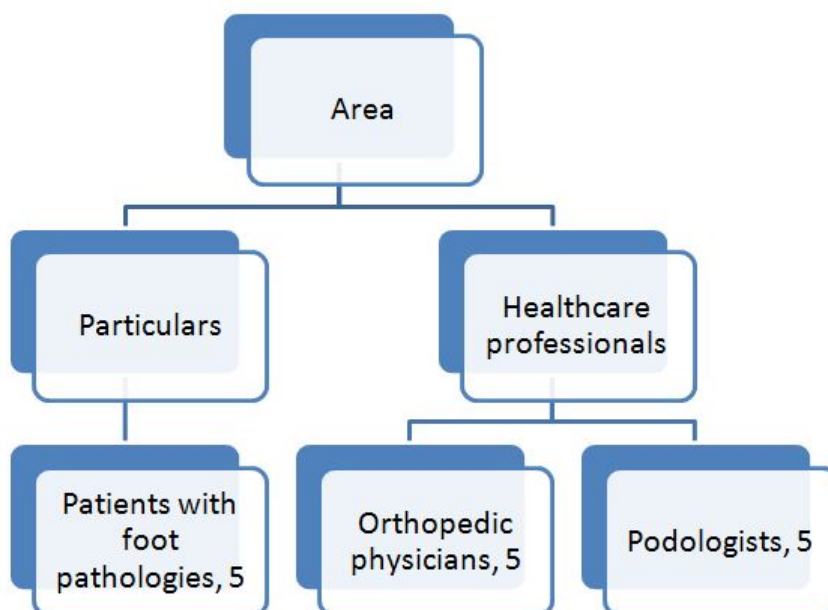 Area
Particulars
Healthcare
professionals
Patients with
foot
pathologies, 5
Orthopedic
physicians, 5
Podologists, 5